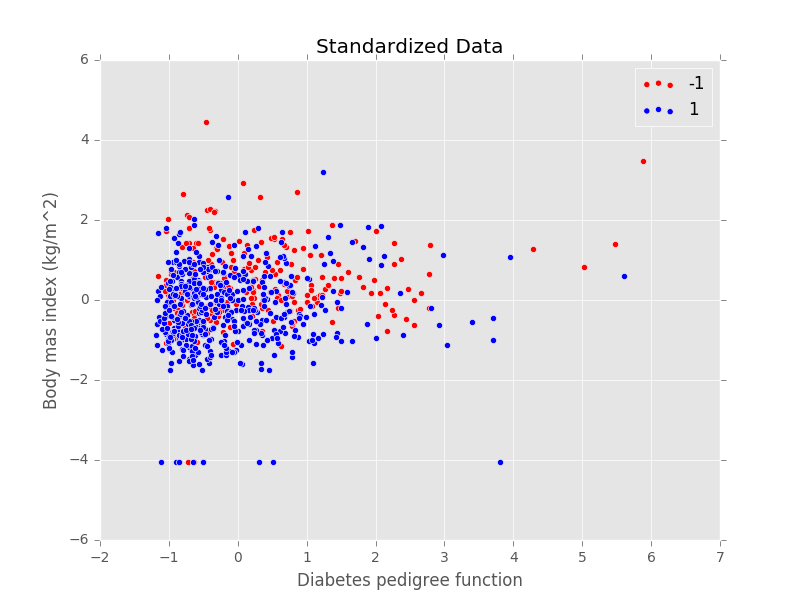 Standardized Data
-1
1
6
4
2
0
−2
−4
−6
Body mas index (kg/m^2)
−2 −1 0 1 2 3 4 5 6 7
Diabetes pedigree function